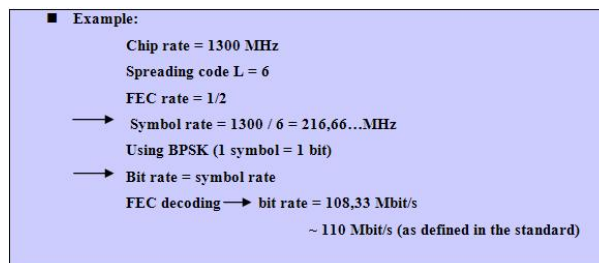 ■ Example:
Chip rate = 1300 MHz
Spreading code L = 6
FEC rate = 1/2
→ Symbol rate = 1300 / 6 = 216,66…MHz
Using BPSK (1 symbol = 1 bit)
→ Bit rate = symbol rate
FEC decoding → bit rate = 108,33 Mbit/s
~ 110 Mbit/s (as defined in the standard)